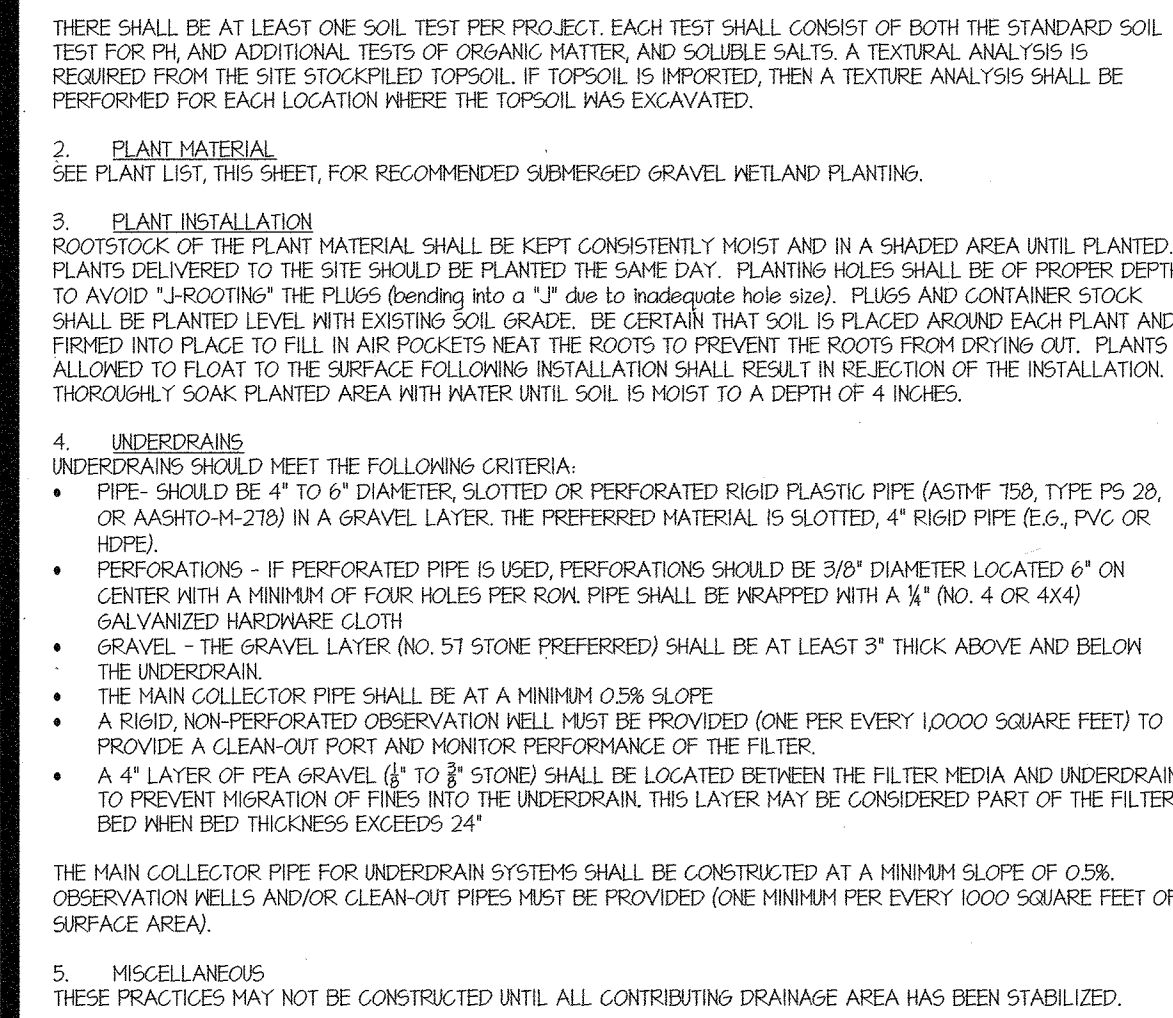 THERE SHALL BE AT LEAST ONE SOIL TEST PER PROJECT. EACH TEST SHALL CONSIST OF BOTH THE STANDARD SOIL
TEST FOR PH, AND ADDITIONAL TESTS OF ORGANIC MATTER, AND SOLUBLE SALTS. A TEXTURAL ANALYSIS IS
REQUIRED FROM THE SITE STOCKPILED TOPSOIL. IF TOPSOIL IS IMPORTED, THEN A TEXTURE ANALYSIS SHALL BE
PERFORMED FOR EACH LOCATION WHERE THE TOPSOIL WAS EXCAVATED.
2. PLANT MATERIAL
SEE PLANT LIST, THIS SHEET, FOR RECOMMENDED SUBMERGED GRAVEL WETLAND PLANTING.
3. PLANT INSTALLATION
ROOTSTOCK OF THE PLANT MATERIAL SHALL BE KEPT CONSISTENTLY MOIST AND IN A SHADED AREA UNTIL PLANTED.
PLANTS DELIVERED TO THE SITE SHOULD BE PLANTED THE SAME DAY. PLANTING HOLES SHALL BE OF PROPER DEPTH
TO AVOID "J-ROOTING" THE PLUGS (bending into a "J" due to inadequate hole size). PLUGS AND CONTAINER STOCK
SHALL BE PLANTED LEVEL WITH EXISTING SOIL GRADE. BE CERTAIN THAT SOIL IS PLACED AROUND EACH PLANT AND
FIRMED INTO PLACE TO FILL IN AIR POCKETS NEAT THE ROOTS TO PREVENT THE ROOTS FROM DRYING OUT. PLANTS
ALLOWED TO FLOAT TO THE SURFACE FOLLOWING INSTALLATION SHALL RESULT IN REJECTION OF THE INSTALLATION.
THOROUGHLY SOAK PLANTED AREA WITH WATER UNTIL SOIL IS MOIST TO A DEPTH OF 4 INCHES.
4. UNDERDRAINS
UNDERDRAINS SHOULD MEET THE FOLLOWING CRITERIA:
• PIPE- SHOULD BE 4" TO 6" DIAMETER, SLOTTED OR PERFORATED RIGID PLASTIC PIPE (ASTMF 758, TYPE PS 28,
OR AASHTO-M-278) IN A GRAVEL LAYER. THE PREFERRED MATERIAL IS SLOTTED, 4" RIGID PIPE (E.G., PVC OR
HDPE).
• PERFORATIONS - IF PERFORATED PIPE IS USED, PERFORATIONS SHOULD BE 3/8" DIAMETER LOCATED 6" ON
CENTER WITH A MINIMUM OF FOUR HOLES PER ROW. PIPE SHALL BE WRAPPED WITH A ¼" (NO. 4 OR 4X4)
GALVANIZED HARDWARE CLOTH
• GRAVEL - THE GRAVEL LAYER (NO. 57 STONE PREFERRED) SHALL BE AT LEAST 3" THICK ABOVE AND BELOW
THE UNDERDRAIN.
• THE MAIN COLLECTOR PIPE SHALL BE AT A MINIMUM 0.5% SLOPE
• A RIGID, NON-PERFORATED OBSERVATION WELL MUST BE PROVIDED (ONE PER EVERY 1,0000 SQUARE FEET) TO
PROVIDE A CLEAN-OUT PORT AND MONITOR PERFORMANCE OF THE FILTER.
• A 4" LAYER OF PEA GRAVEL (⅛" TO ⅜" STONE) SHALL BE LOCATED BETWEEN THE FILTER MEDIA AND UNDERDRAIN
TO PREVENT MIGRATION OF FINES INTO THE UNDERDRAIN. THIS LAYER MAY BE CONSIDERED PART OF THE FILTER
BED WHEN BED THICKNESS EXCEEDS 24"
THE MAIN COLLECTOR PIPE FOR UNDERDRAIN SYSTEMS SHALL BE CONSTRUCTED AT A MINIMUM SLOPE OF 0.5%.
OBSERVATION WELLS AND/OR CLEAN-OUT PIPES MUST BE PROVIDED (ONE MINIMUM PER EVERY 1000 SQUARE FEET OF
SURFACE AREA).
5. MISCELLANEOUS
THESE PRACTICES MAY NOT BE CONSTRUCTED UNTIL ALL CONTRIBUTING DRAINAGE AREA HAS BEEN STABILIZED.